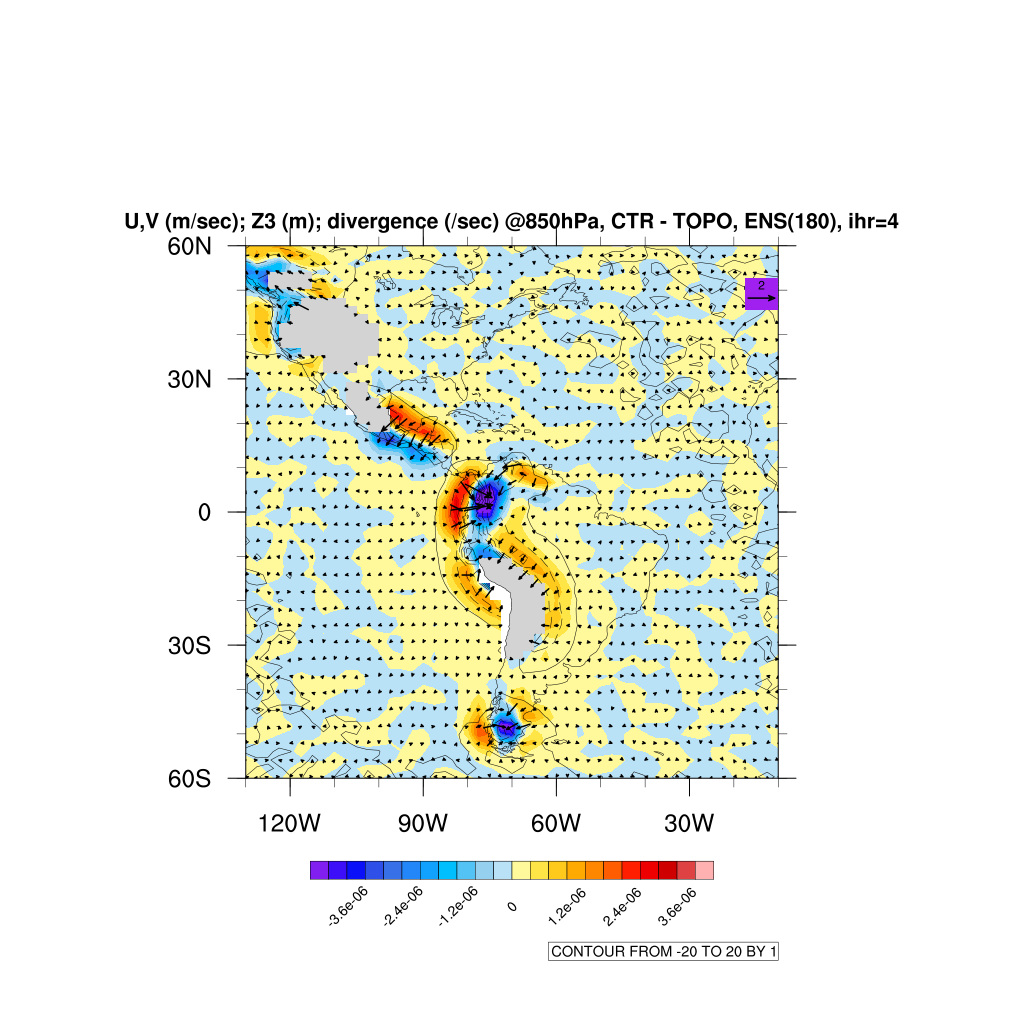 U,V (m/sec); Z3 (m); divergence (/sec) @850hPa, CTR - TOPO, ENS(180), ihr=4
60N
2
30N
0
30S
60S
120W 90W 60W 30W
-3.6e-06 -2.4e-06 -1.2e-06 0 1.2e-06 2.4e-06 3.6e-06
CONTOUR FROM -20 TO 20 BY 1